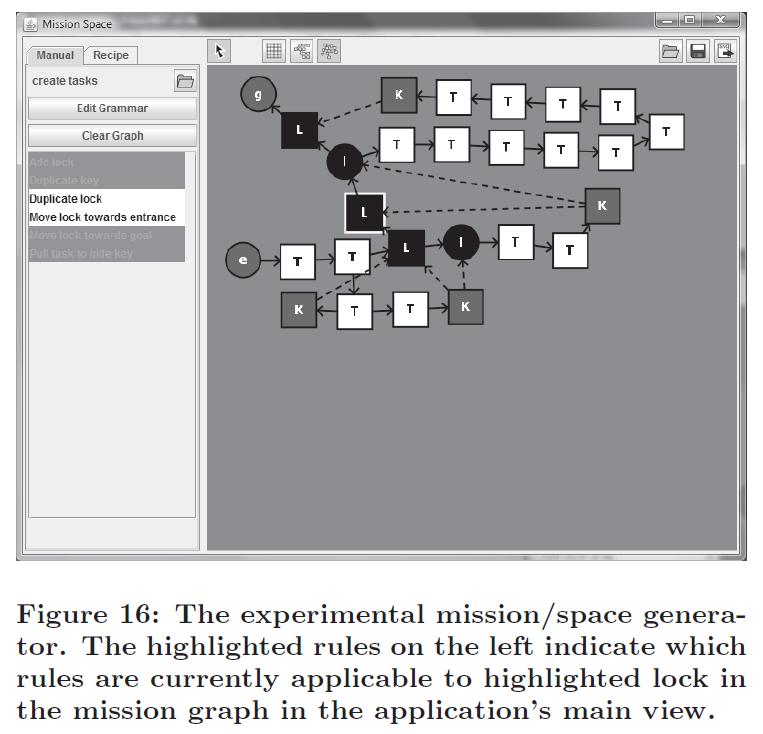 Mission Space
Manual Recipe
create tasks
Edit Grammar
Clear Graph
Add lock
Duplicate key
Duplicate lock
Move lock towards entrance
Move lock towards goal
Pull task to hide key
g K T T T T
L T
I T T T T T
L K
e T T L I T T
K T T K
Figure 16: The experimental mission/space genera-
tor. The highlighted rules on the left indicate which
rules are currently applicable to highlighted lock in
the mission graph in the application's main view.